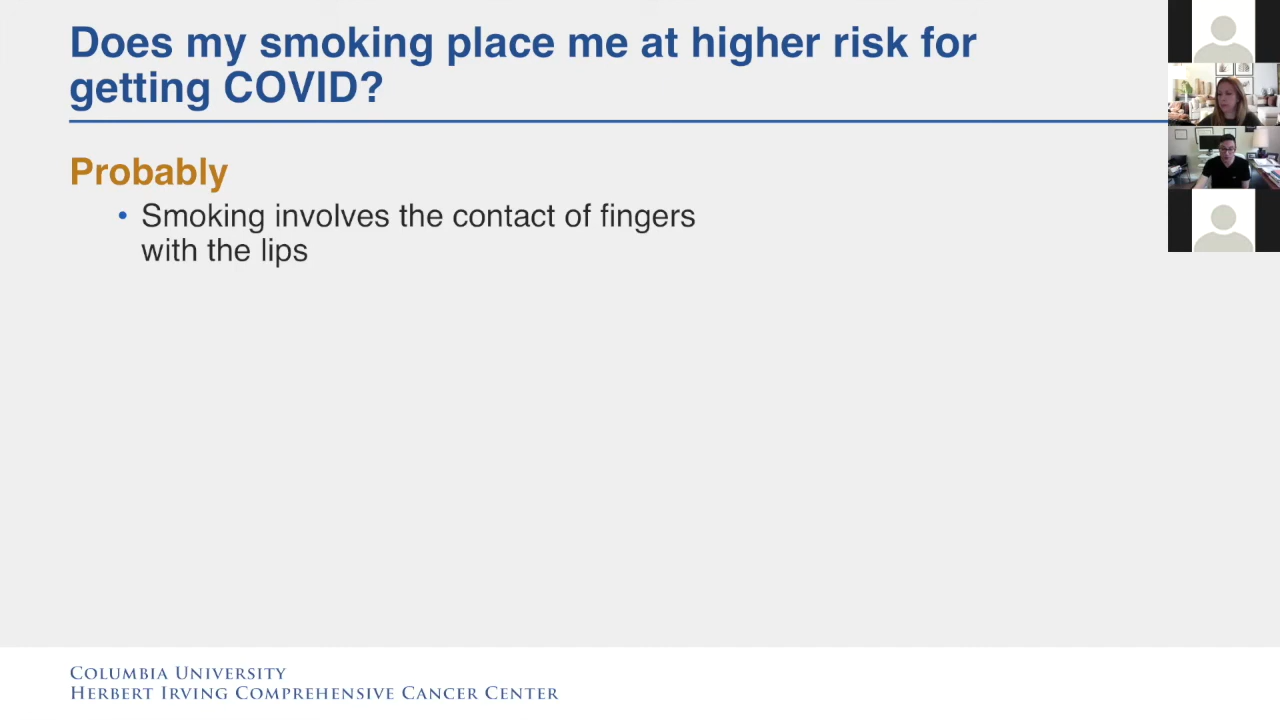 Does my smoking place me at higher risk for
getting COVID?
Probably
• Smoking involves the contact of fingers
with the lips
COLUMBIA UNIVERSITY
HERBERT IRVING COMPREHENSIVE CANCER CENTER